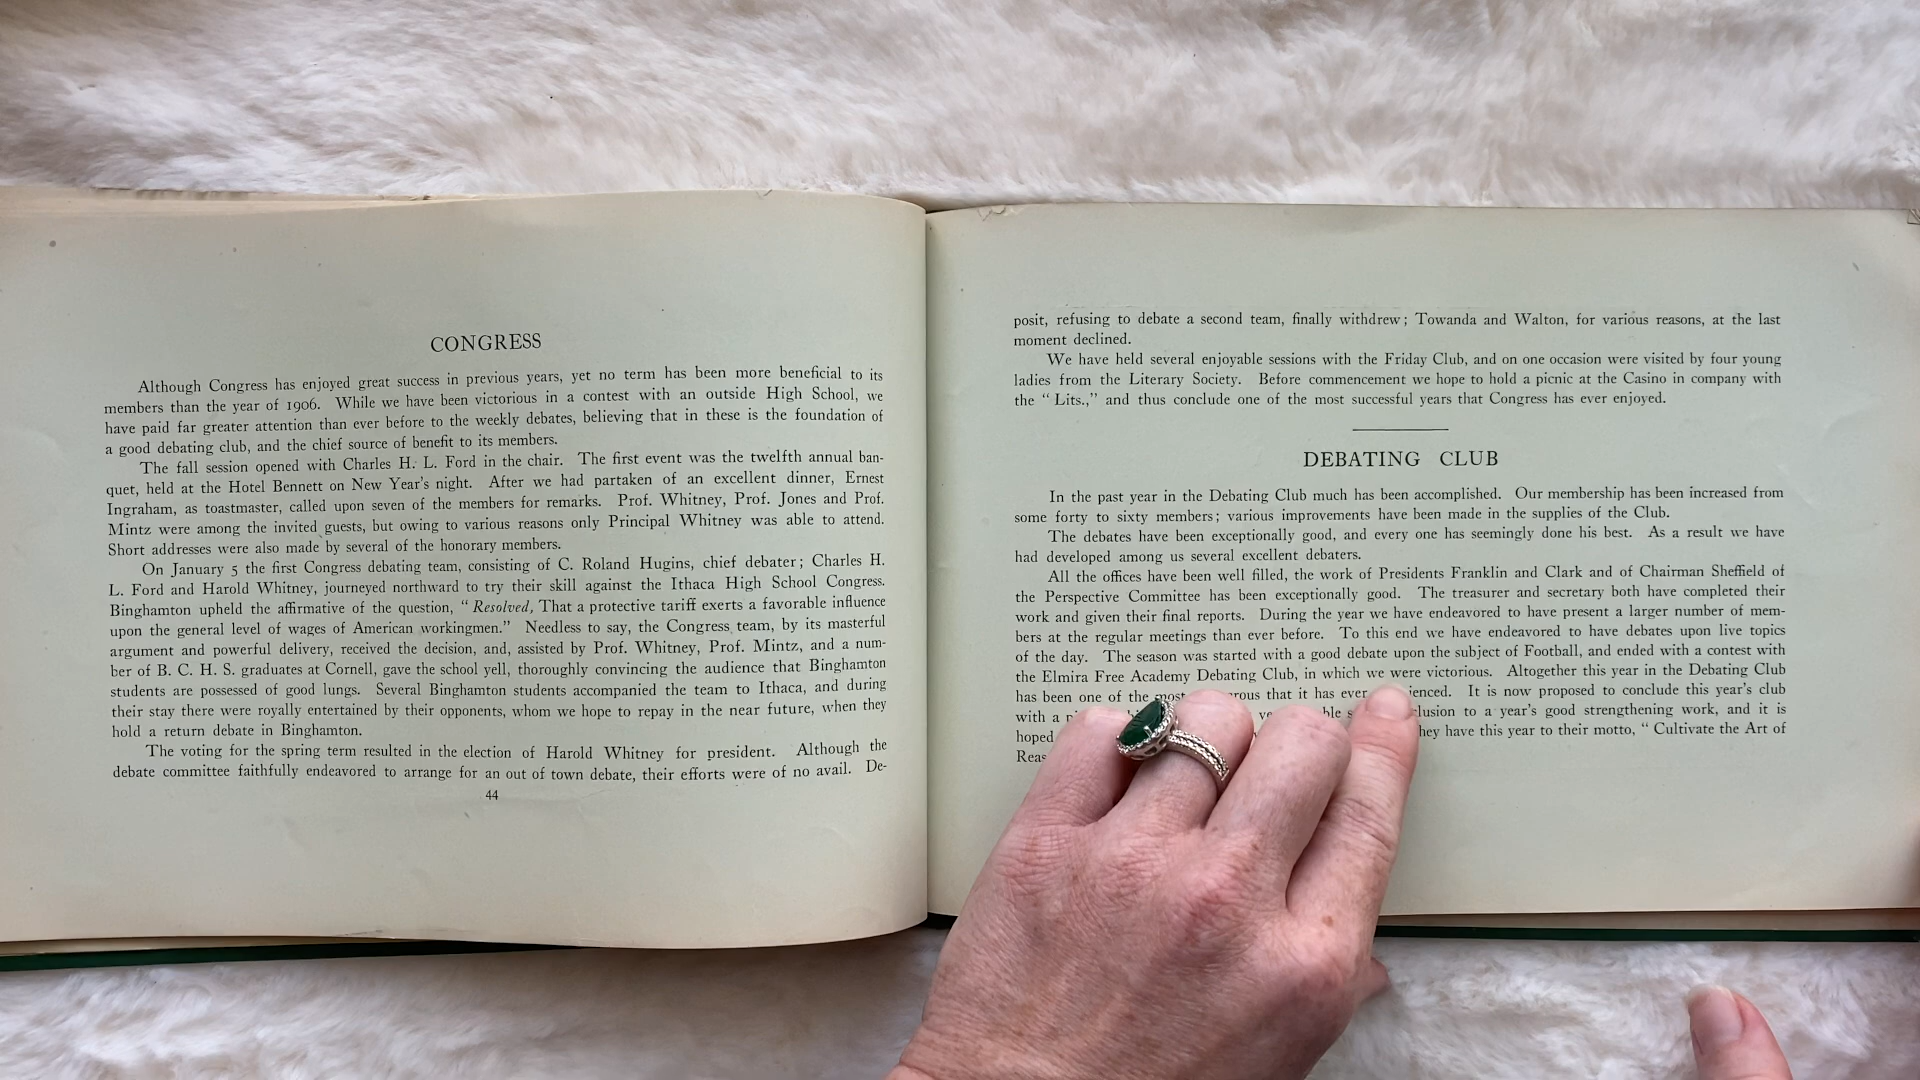 CONGRESS
Although Congress has enjoyed great success in previous years, yet no term has been more beneficial to its
members than the year of 1906. While we have been victorious in a contest with an outside High School, we
have paid far greater attention than ever before to the weekly debates, believing that in these is the foundation of
a good debating club, and the chief source of benefit to its members.
The fall session opened with Charles H. L. Ford in the chair. The first event was the twelfth annual ban-
quet, held at the Hotel Bennett on New Year's night. After we had partaken of an excellent dinner, Ernest
Ingraham, as toastmaster, called upon seven of the members for remarks. Prof. Whitney, Prof. Jones and Prof.
Mintz were among the invited guests, but owing to various reasons only Principal Whitney was able to attend.
Short addresses were also made by several of the honorary members.
On January 5 the first Congress debating team, consisting of C. Roland Hugins, chief debater; Charles H.
L. Ford and Harold Whitney, journeyed northward to try their skill against the Ithaca High School Congress.
Binghamton upheld the affirmative of the question, "Resolved, That a protective tariff exerts a favorable influence
upon the general level of wages of American workingmen." Needless to say, the Congress team, by its masterful
argument and powerful delivery, received the decision, and, assisted by Prof. Whitney, Prof. Mintz, and a num-
ber of B. C. H. S. graduates at Cornell, gave the school yell, thoroughly convincing the audience that Binghamton
students are possessed of good lungs. Several Binghamton students accompanied the team to Ithaca, and during
their stay there were royally entertained by their opponents, whom we hope to repay in the near future, when they
hold a return debate in Binghamton.
The voting for the spring term resulted in the election of Harold Whitney for president. Although the
debate committee faithfully endeavored to arrange for an out of town debate, their efforts were of no avail. De-
44
posit, refusing to debate a second team, finally withdrew; Towanda and Walton, for various reasons, at the last
moment declined.
We have held several enjoyable sessions with the Friday Club, and on one occasion were visited by four young
ladies from the Literary Society. Before commencement we hope to hold a picnic at the Casino in company with
the "Lits.," and thus conclude one of the most successful years that Congress has ever enjoyed.
DEBATING CLUB
In the past year in the Debating Club much has been accomplished. Our membership has been increased from
some forty to sixty members; various improvements have been made in the supplies of the Club.
The debates have been exceptionally good, and every one has seemingly done his best. As a result we have
had developed among us several excellent debaters.
All the offices have been well filled, the work of Presidents Franklin and Clark and of Chairman Sheffield of
the Perspective Committee has been exceptionally good. The treasurer and secretary both have completed their
work and given their final reports. During the year we have endeavored to have present a larger number of mem-
bers at the regular meetings than ever before. To this end we have endeavored to have debates upon live topics
of the day. The season was started with a good debate upon the subject of Football, and ended with a contest with
the Elmira Free Academy Debating Club, in which we were victorious. Altogether this year in the Debating Club
has been one of the most that it has ever It is now proposed to conclude this year's club
with a to a year's good strengthening work, and it is
hoped they have this year to their motto, "Cultivate the Art of